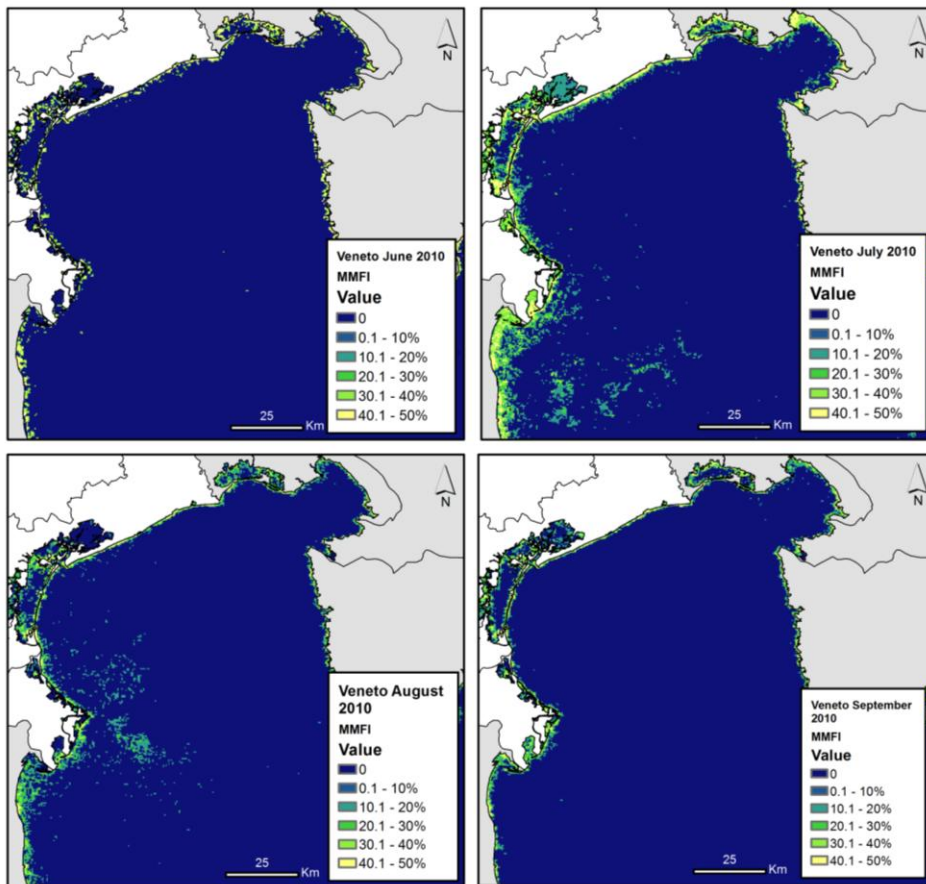 N
Veneto June 2010
MMFI
Value
0
0.1 - 10%
10.1 - 20%
20.1 - 30%
30.1 - 40%
40.1 - 50%
25
Km
N
Veneto July 2010
MMFI
Value
0
0.1 - 10%
10.1 - 20%
20.1 - 30%
30.1 - 40%
40.1 - 50%
25
Km
N
Veneto August
2010
MMFI
Value
0
0.1 - 10%
10.1 - 20%
20.1 - 30%
30.1 - 40%
40.1 - 50%
25
Km
N
Veneto September
2010
MMFI
Value
0
0.1 - 10%
10.1 - 20%
20.1 - 30%
30.1 - 40%
40.1 - 50%
25
Km